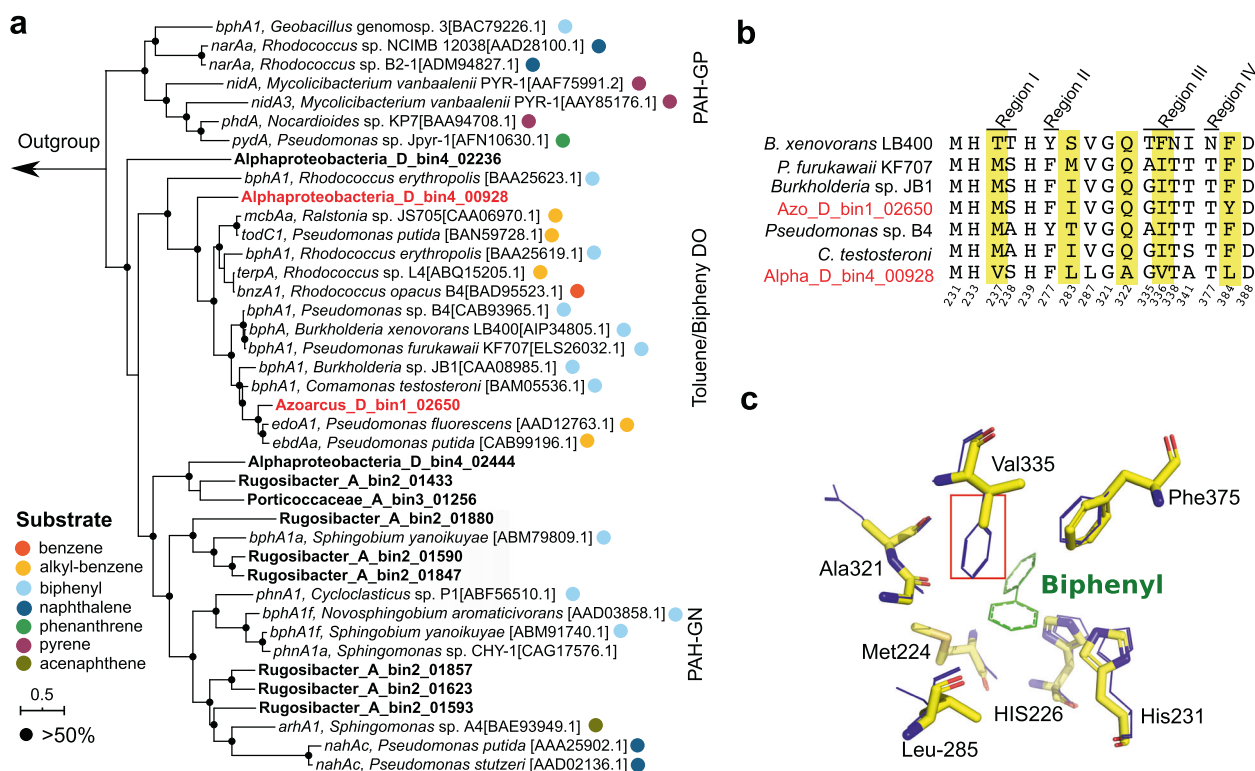 a
bphA1, Geobacillus genomosp. 3[BAC79226.1]
narAa, Rhodococcus sp. NCIMB 12038[AAD28100.1]
narAa, Rhodococcus sp. B2-1[ADM94827.1]
nidA, Mycolicibacterium vanbaalenii PYR-1[AAF75991.2]
nidA3, Mycolicibacterium vanbaalenii PYR-1[AAY85176.1]
phdA, Nocardioides sp. KP7[BAA94708.1]
pydA, Pseudomonas sp. Jpyr-1[AFN10630.1]
PAH-GP
Outgroup
Alphaproteobacteria_D_bin4_02236
bphA1, Rhodococcus erythropolis [BAA25623.1]
Alphaproteobacteria_D_bin4_00928
mcbAa, Ralstonia sp. JS705[CAA06970.1]
todC1, Pseudomonas putida [BAN59728.1]
bphA1, Rhodococcus erythropolis [BAA25619.1]
terpA, Rhodococcus sp. L4[ABQ15205.1]
bnzA1, Rhodococcus opacus B4[BAD95523.1]
bphA1, Pseudomonas sp. B4[CAB93965.1]
bphA, Burkholderia xenovorans LB400[AIP34805.1]
bphA1, Pseudomonas furukawaii KF707[ELS26032.1]
bphA1, Burkholderia sp. JB1[CAA08985.1]
bphA1, Comamonas testosteroni [BAM05536.1]
Azoarcus_D_bin1_02650
edoA1, Pseudomonas fluorescens [AAD12763.1]
ebdAa, Pseudomonas putida [CAB99196.1]
Toluene/Bipheny DO
Alphaproteobacteria_D_bin4_02444
Rugosibacter_A_bin2_01433
Porticoccaceae_A_bin3_01256
Rugosibacter_A_bin2_01880
bphA1a, Sphingobium yanoikuyae [ABM79809.1]
Rugosibacter_A_bin2_01590
Rugosibacter_A_bin2_01847
phnA1, Cycloclasticus sp. P1[ABF56510.1]
bphA1f, Novosphingobium aromaticivorans [AAD03858.1]
bphA1f, Sphingobium yanoikuyae [ABM91740.1]
phnA1a, Sphingomonas sp. CHY-1[CAG17576.1]
Rugosibacter_A_bin2_01857
Rugosibacter_A_bin2_01623
Rugosibacter_A_bin2_01593
arhA1, Sphingomonas sp. A4[BAE93949.1]
nahAc, Pseudomonas putida [AAA25902.1]
nahAc, Pseudomonas stutzeri [AAD02136.1]
PAH-GN
Substrate
benzene
alkyl-benzene
biphenyl
naphthalene
phenanthrene
pyrene
acenaphthene
0.5
>50%
b
Region I Region II Region III Region IV
B. xenovorans LB400 M H T T H Y S V G Q T F N I N F D
P. furukawaii KF707 M H M S H F M V G Q A I T T T F D
Burkholderia sp. JB1 M H M S H F I V G Q G I T T T F D
Azo_D_bin1_02650 M H M S H F I V G Q G I T T T Y D
Pseudomonas sp. B4 M H M A H Y T V G Q A I T T T F D
C. testosteroni M H M A H F I V G Q G I T S T F D
Alpha_D_bin4_00928 M H V S H F L L G A G V T A T L D
231 233 237 238 239 277 283 287 321 322 335 336 338 341 377 384 388
c
Val335
Phe375
Ala321
Biphenyl
Met224
HIS226
His231
Leu-285